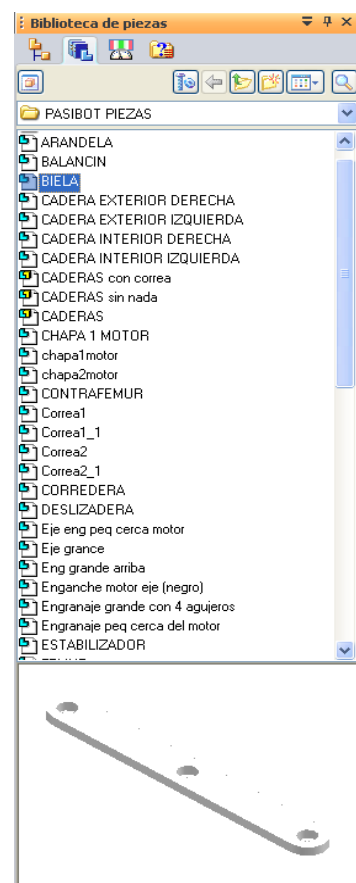 Biblioteca de piezas
PASIBOT PIEZAS
ARANDELA
BALANCIN
BIELA
CADERA EXTERIOR DERECHA
CADERA EXTERIOR IZQUIERDA
CADERA INTERIOR DERECHA
CADERA INTERIOR IZQUIERDA
CADERAS con correa
CADERAS sin nada
CADERAS
CHAPA 1 MOTOR
chapa1motor
chapa2motor
CONTRAFEMUR
Correa1
Correa1_1
Correa2
Correa2_1
CORREDERA
DESLIZADERA
Eje eng peq cerca motor
Eje grance
Eng grande arriba
Enganche motor eje (negro)
Engranaje grande con 4 agujeros
Engranaje peq cerca del motor
ESTABILIZADOR